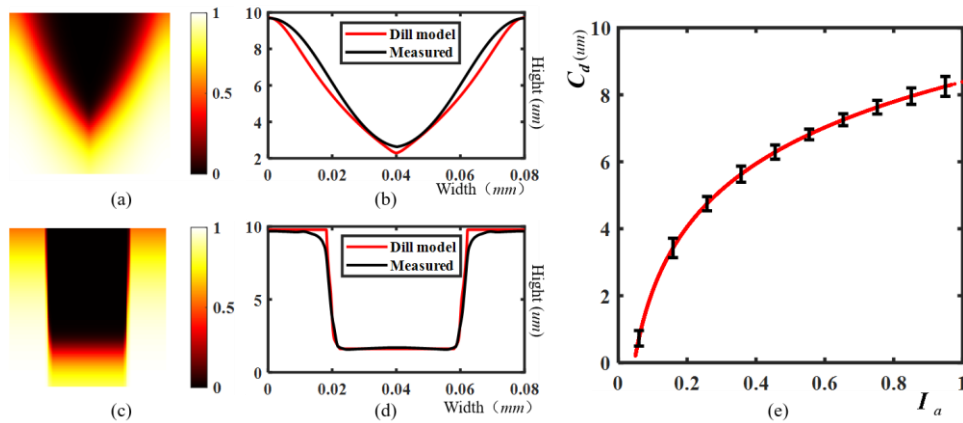 1
0.5
0
(a)
10
8
6
4
2
0
0.02
0.04
0.06
0.08
Dill model
Measured
Hight (um)
Width（mm）
(b)
1
0.5
0
(c)
10
5
0
0
0.02
0.04
0.06
0.08
Dill model
Measured
Hight (um)
Width（mm）
(d)
C d (um)
10
8
6
4
2
0
0
0.2
0.4
0.6
0.8
1
I a
(e)